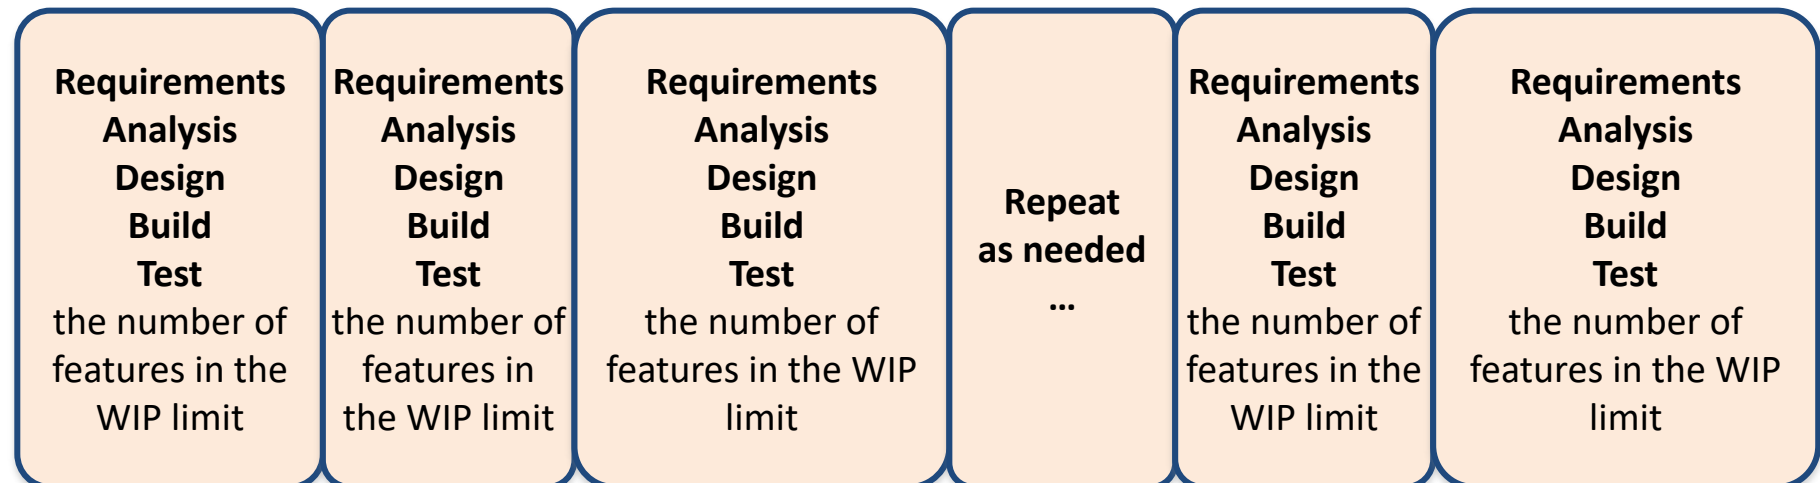 Requirements
Analysis
Design
Build
Test
the number of
features in the
WIP limit
Requirements
Analysis
Design
Build
Test
the number of
features in
the WIP limit
Requirements
Analysis
Design
Build
Test
the number of
features in the WIP
limit
Repeat
as needed
...
Requirements
Analysis
Design
Build
Test
the number of
features in the
WIP limit
Requirements
Analysis
Design
Build
Test
the number of
features in the WIP
limit